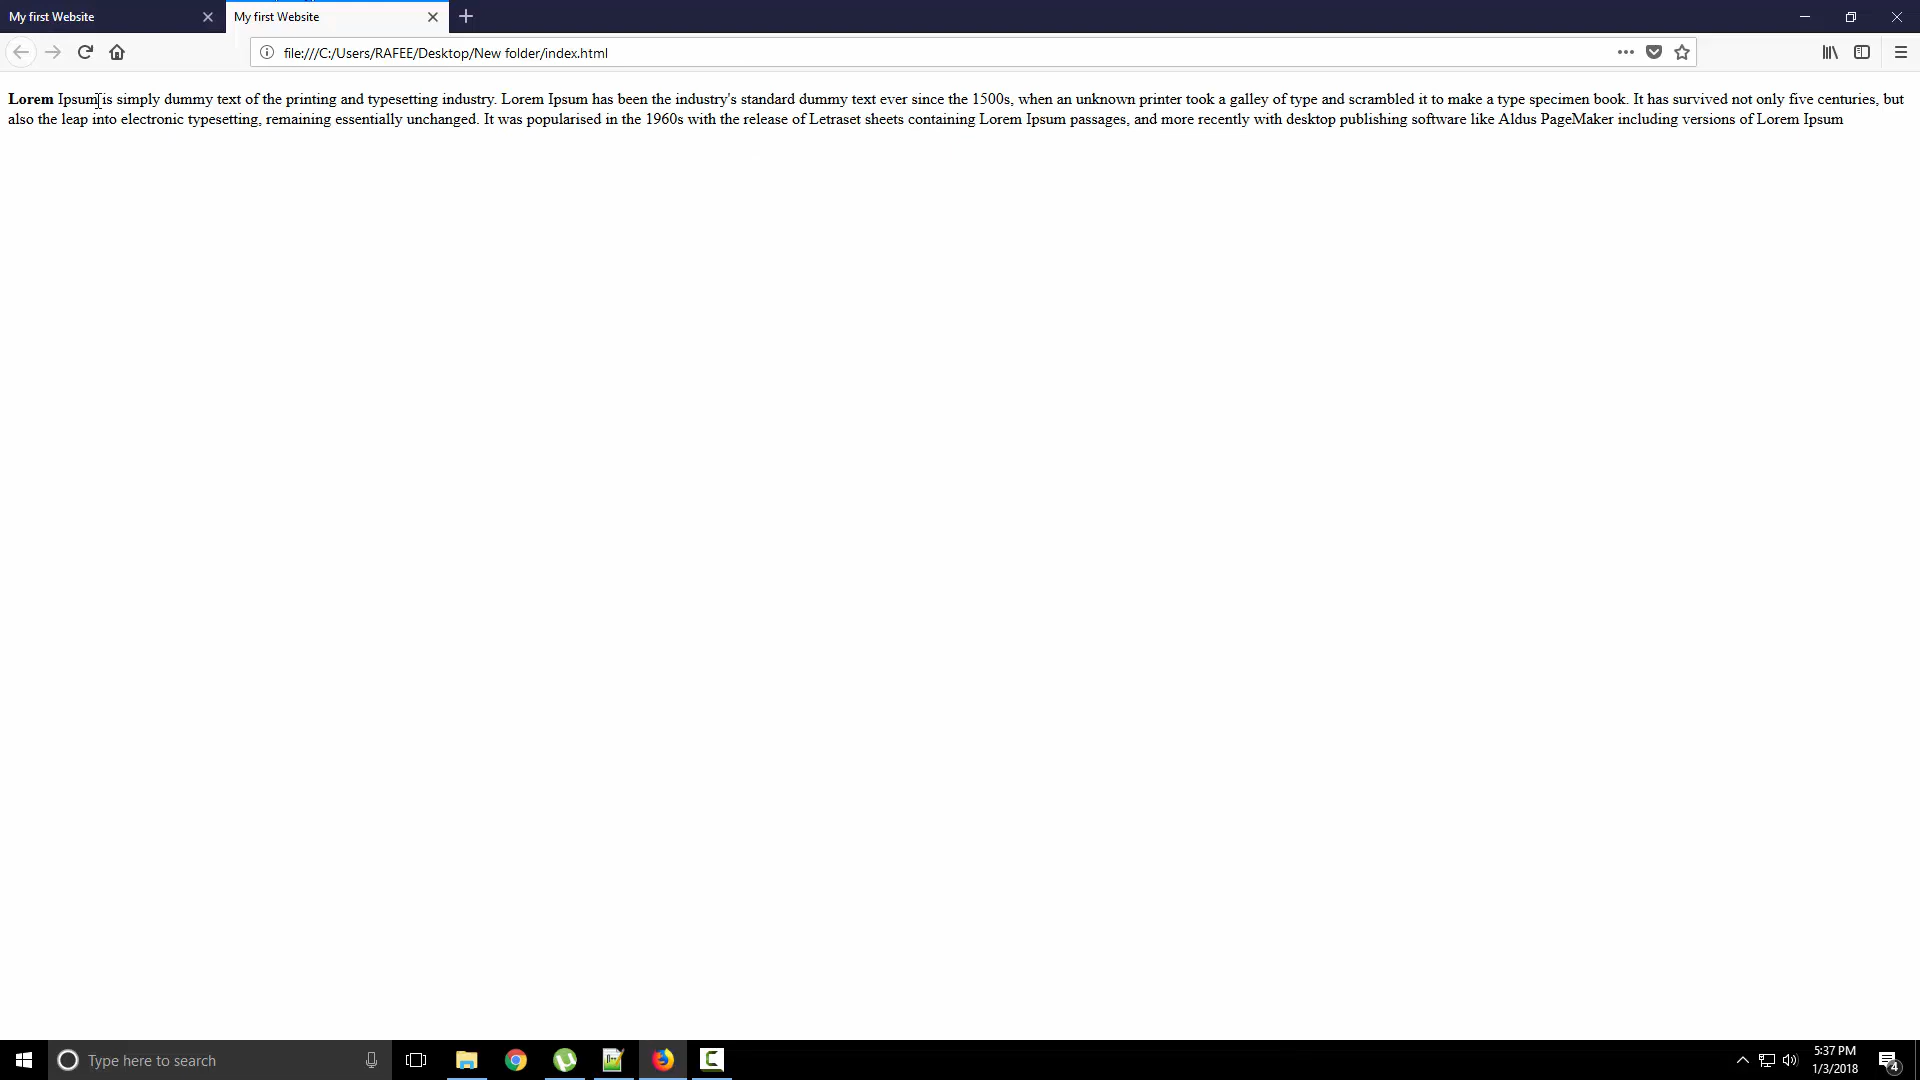 My first Website
My first Website
file:///C:/Users/RAFEE/Desktop/New folder/index.html
Lorem Ipsum is simply dummy text of the printing and typesetting industry. Lorem Ipsum has been the industry's standard dummy text ever since the 1500s, when an unknown printer took a galley of type and scrambled it to make a type specimen book. It has survived not only five centuries, but
also the leap into electronic typesetting, remaining essentially unchanged. It was popularised in the 1960s with the release of Letraset sheets containing Lorem Ipsum passages, and more recently with desktop publishing software like Aldus PageMaker including versions of Lorem Ipsum
Type here to search
5:37 PM
1/3/2018
4